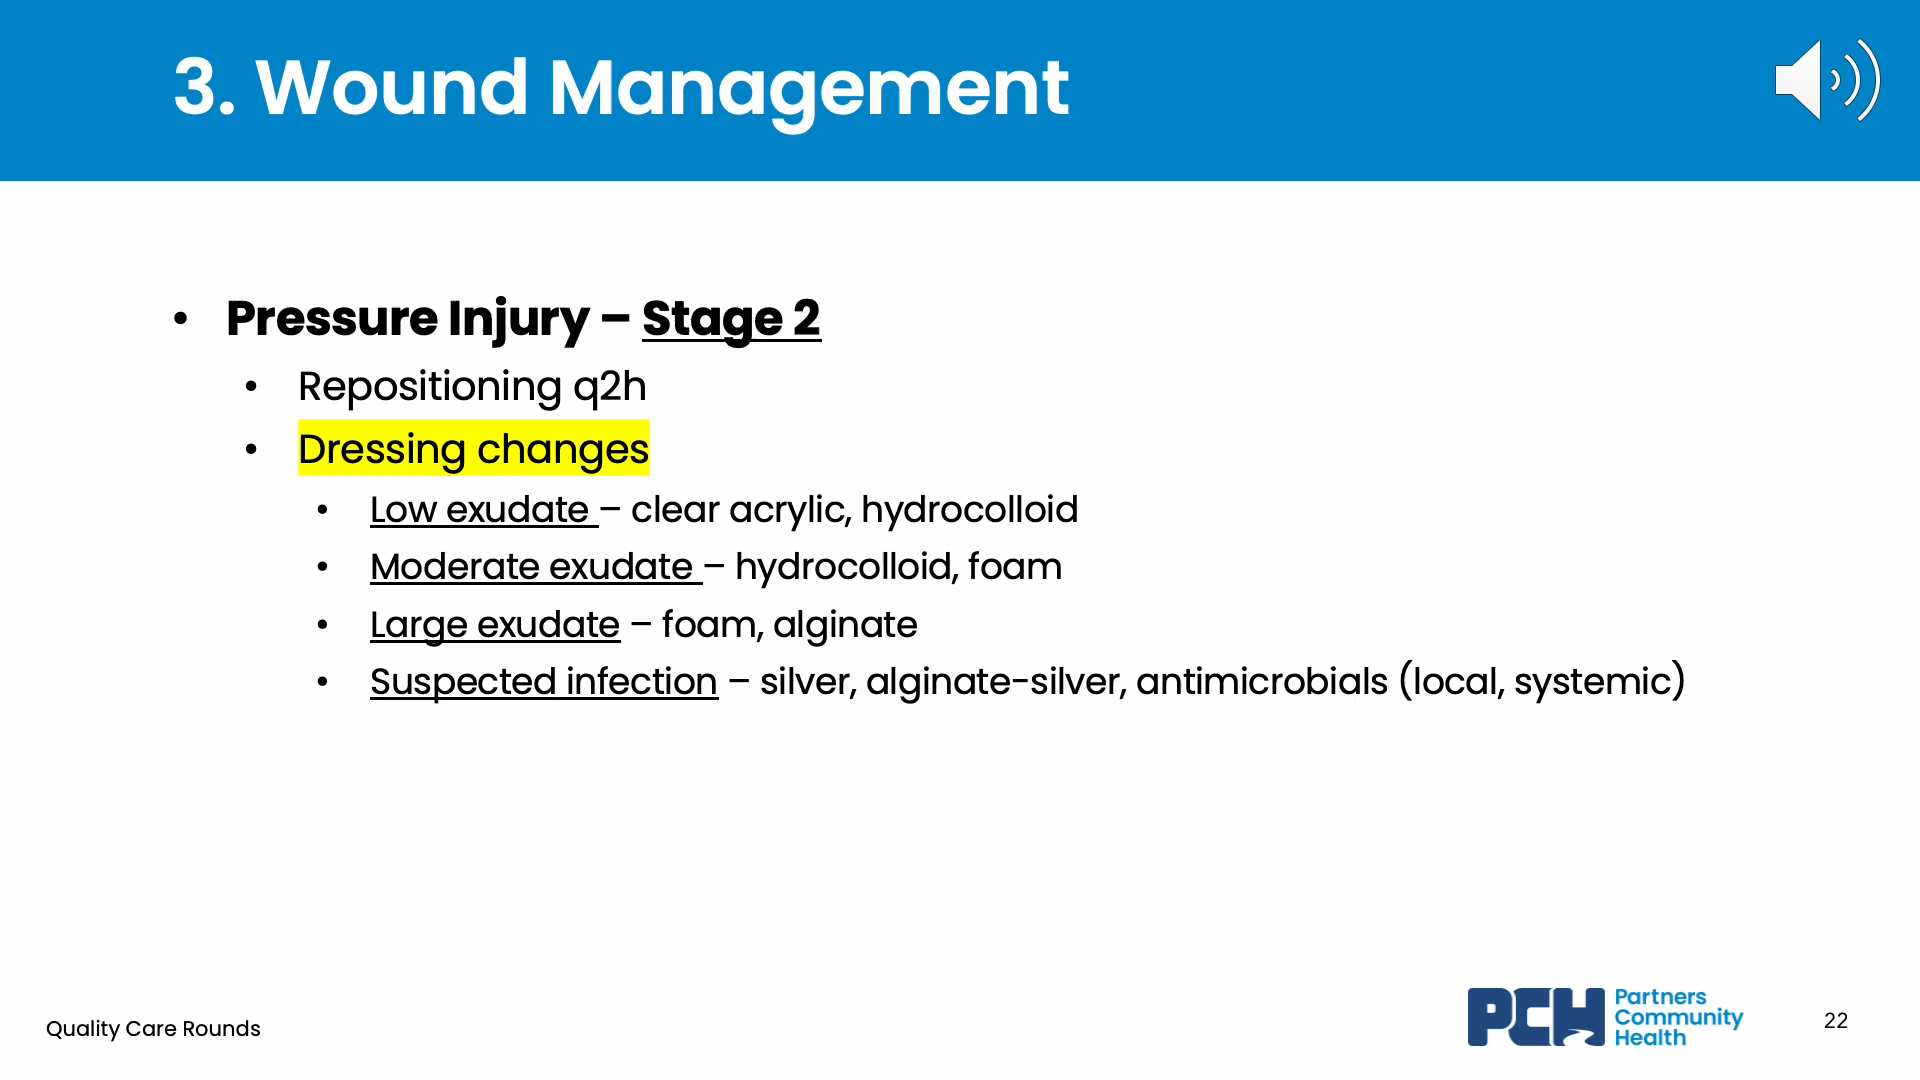 3. Wound Management
• Pressure Injury – Stage 2
• Repositioning q2h
• Dressing changes
• Low exudate – clear acrylic, hydrocolloid
• Moderate exudate – hydrocolloid, foam
• Large exudate – foam, alginate
• Suspected infection – silver, alginate-silver, antimicrobials (local, systemic)
Quality Care Rounds
PCH
Partners
Community
Health
22